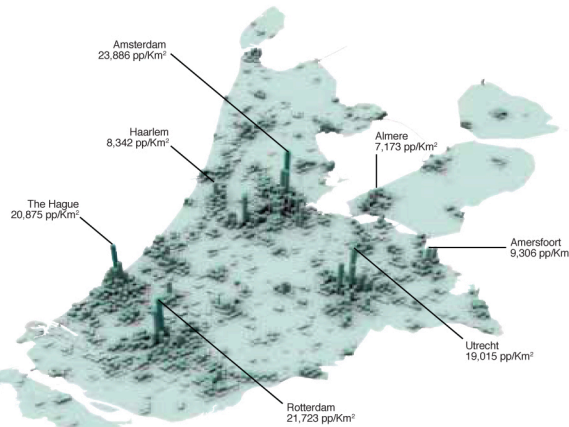 Amsterdam
23,886 pp/Km²
Haarlem
8,342 pp/Km²
Almere
7,173 pp/Km²
The Hague
20,875 pp/Km²
Amersfoort
9,306 pp/Km
Utrecht
19,015 pp/Km²
Rotterdam
21,723 pp/Km²